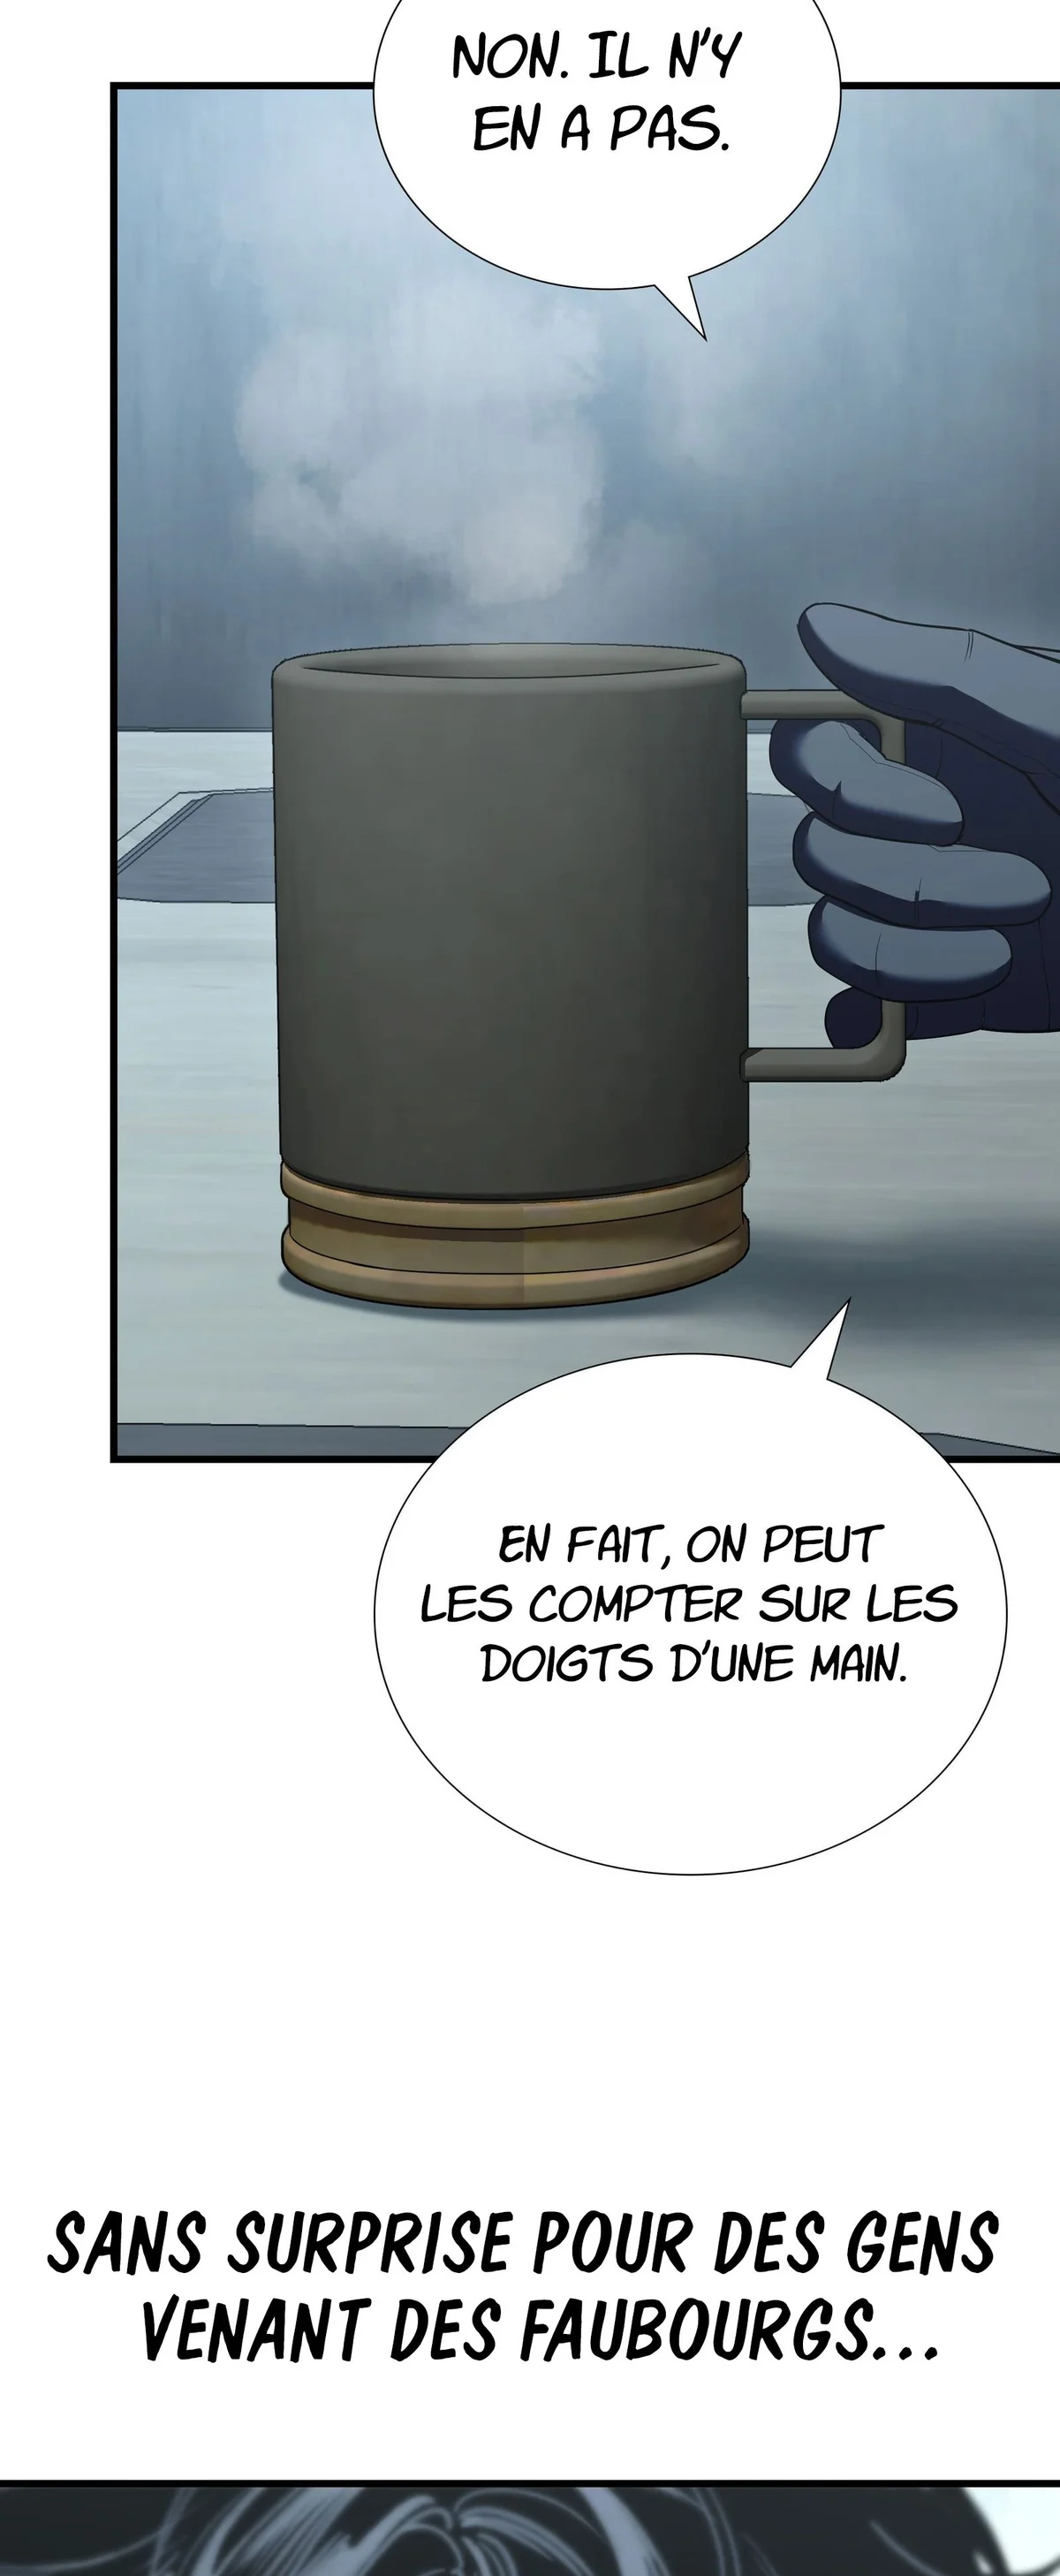 NON. IL N'Y
EN A PAS.
EN FAIT, ON PEUT
LES COMPTER SUR LES
DOIGTS D'UNE MAIN.
SANS SURPRISE POUR DES GENS
VENANT DES FAUBOURGS...